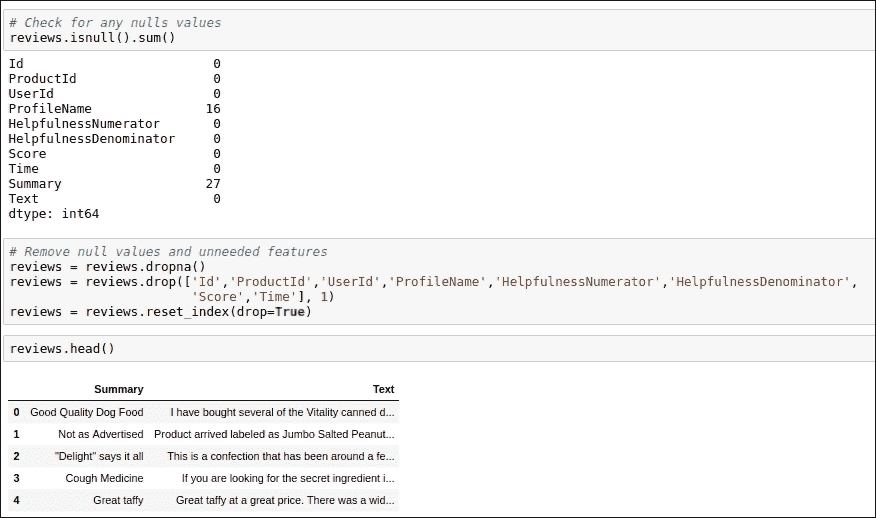 # Check for any nulls values
reviews.isnull().sum()
Id 0
ProductId 0
UserId 0
ProfileName 16
HelpfulnessNumerator 0
HelpfulnessDenominator 0
Score 0
Time 0
Summary 27
Text 0
dtype: int64
# Remove null values and unneeded features
reviews = reviews.dropna()
reviews = reviews.drop(['Id','ProductId','UserId','ProfileName','HelpfulnessNumerator','HelpfulnessDenominator',
'Score','Time'], 1)
reviews = reviews.reset_index(drop=True)
reviews.head()
Summary Text
0 Good Quality Dog Food I have bought several of the Vitality canned d...
1 Not as Advertised Product arrived labeled as Jumbo Salted Peanut...
2 "Delight" says it all This is a confection that has been around a fe...
3 Cough Medicine If you are looking for the secret ingredient i...
4 Great taffy Great taffy at a great price. There was a wid...